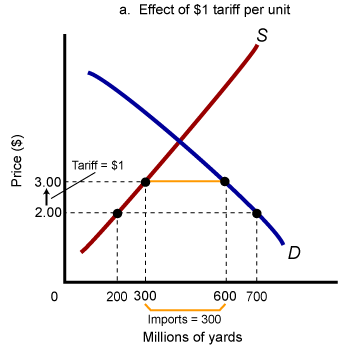 a. Effect of $1 tariff per unit
S
Price ($)
Tariff = $1
3.00
2.00
D
0
200 300 600 700
Imports = 300
Millions of yards